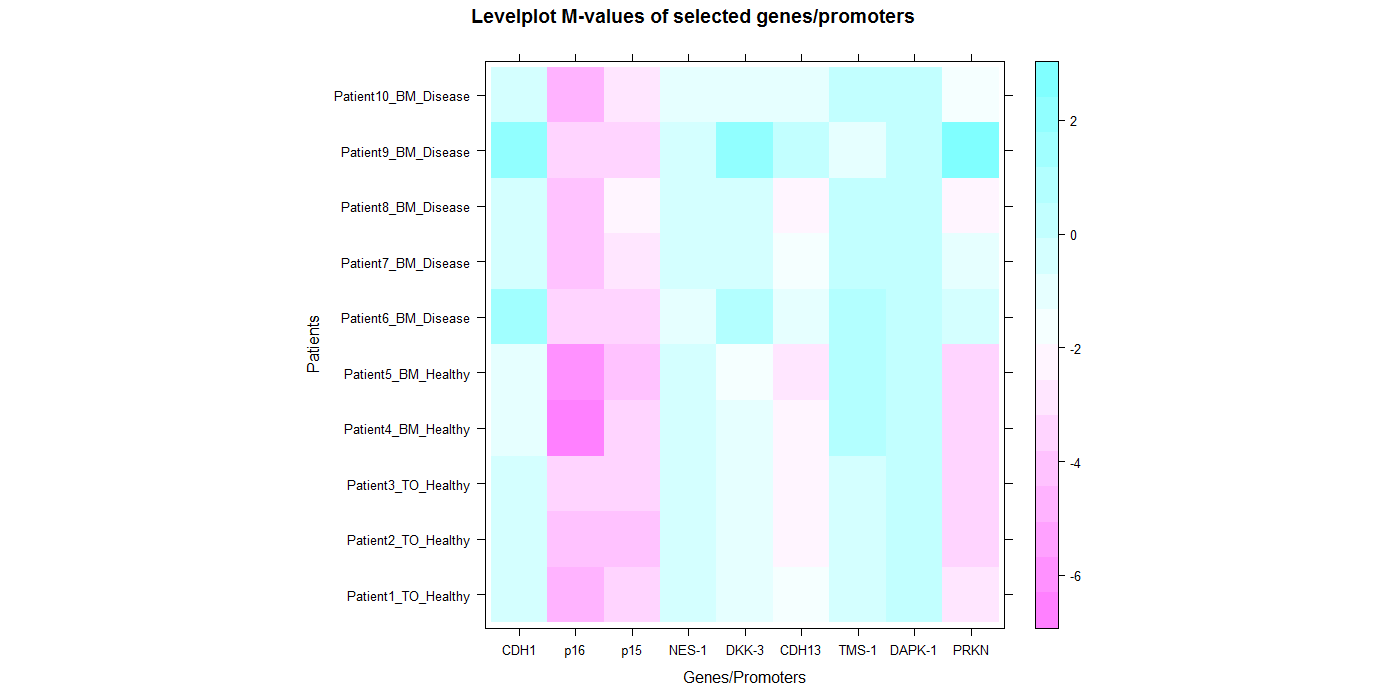 Levelplot M-values of selected genes/promoters
Patient10_BM_Disease
Patient9_BM_Disease
Patient8_BM_Disease
Patient7_BM_Disease
Patient6_BM_Disease
Patient5_BM_Healthy
Patient4_BM_Healthy
Patient3_TO_Healthy
Patient2_TO_Healthy
Patient1_TO_Healthy
Patients
CDH1 p16 p15 NES-1 DKK-3 CDH13 TMS-1 DAPK-1 PRKN
Genes/Promoters
2
0
-2
-4
-6